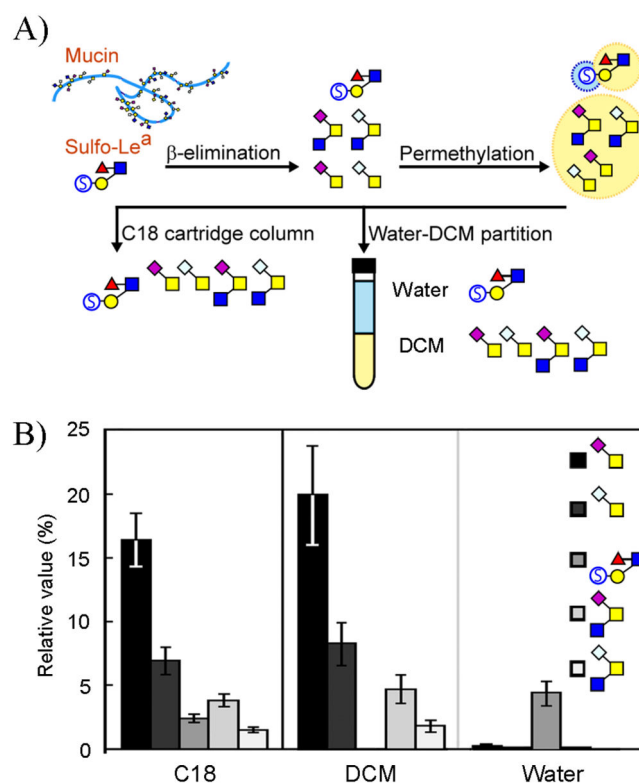 A)
Mucin
Sulfo-Leᵃ
β-elimination
Permethylation
S
S
S
C18 cartridge column
Water-DCM partition
S
Water
S
DCM
B)
Relative value (%)
25
20
15
10
5
0
S
C18
DCM
Water